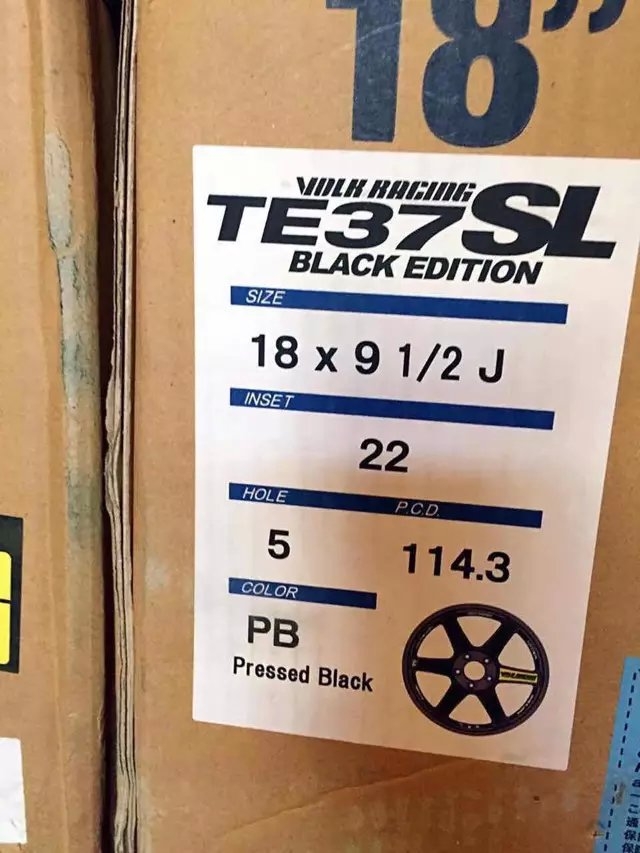 18"
VOLK RACING
TE37SL
BLACK EDITION
SIZE
18 x 9 1/2 J
INSET
22
HOLE P.C.D.
5 114.3
COLOR
PB
Pressed Black